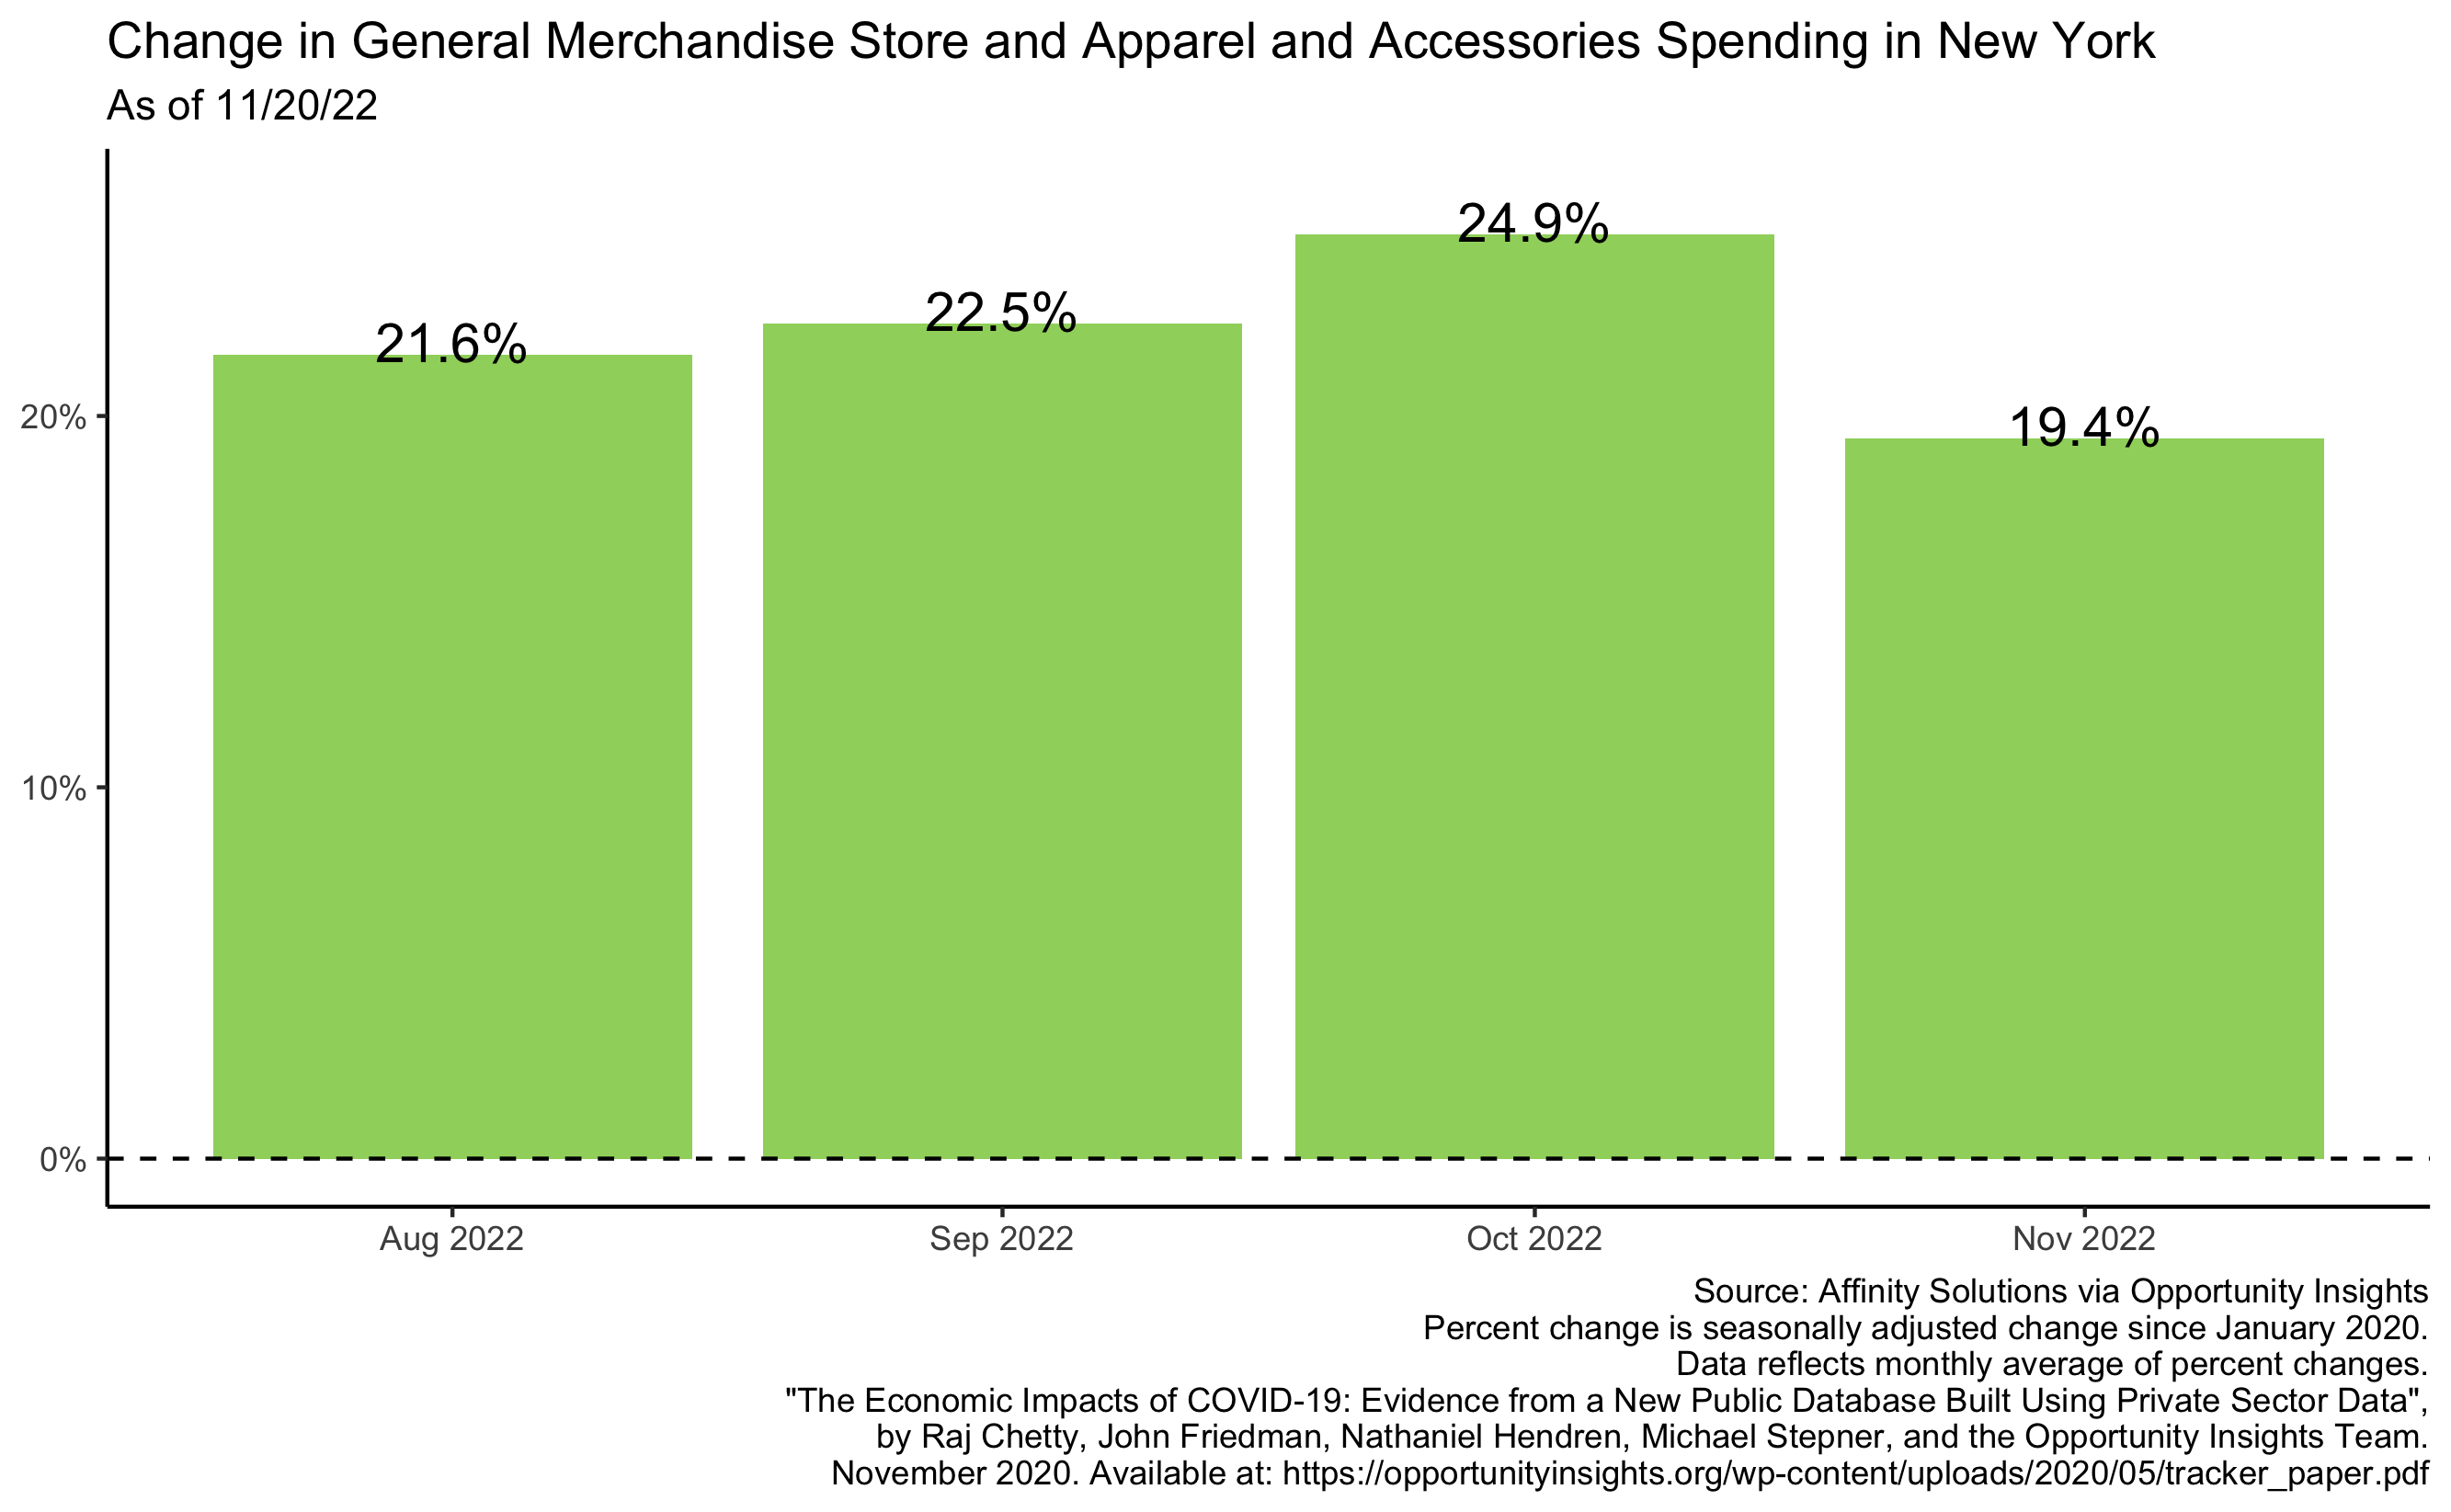 Change in General Merchandise Store and Apparel and Accessories Spending in New York
As of 11/20/22
24.9%
22.5%
21.6%
19.4%
20%
10%
0%
Aug 2022
Sep 2022
Oct 2022
Nov 2022
Source: Affinity Solutions via Opportunity Insights
Percent change is seasonally adjusted change since January 2020.
Data reflects monthly average of percent changes.
"The Economic Impacts of COVID-19: Evidence from a New Public Database Built Using Private Sector Data",
by Raj Chetty, John Friedman, Nathaniel Hendren, Michael Stepner, and the Opportunity Insights Team.
November 2020. Available at: https://opportunityinsights.org/wp-content/uploads/2020/05/tracker_paper.pdf